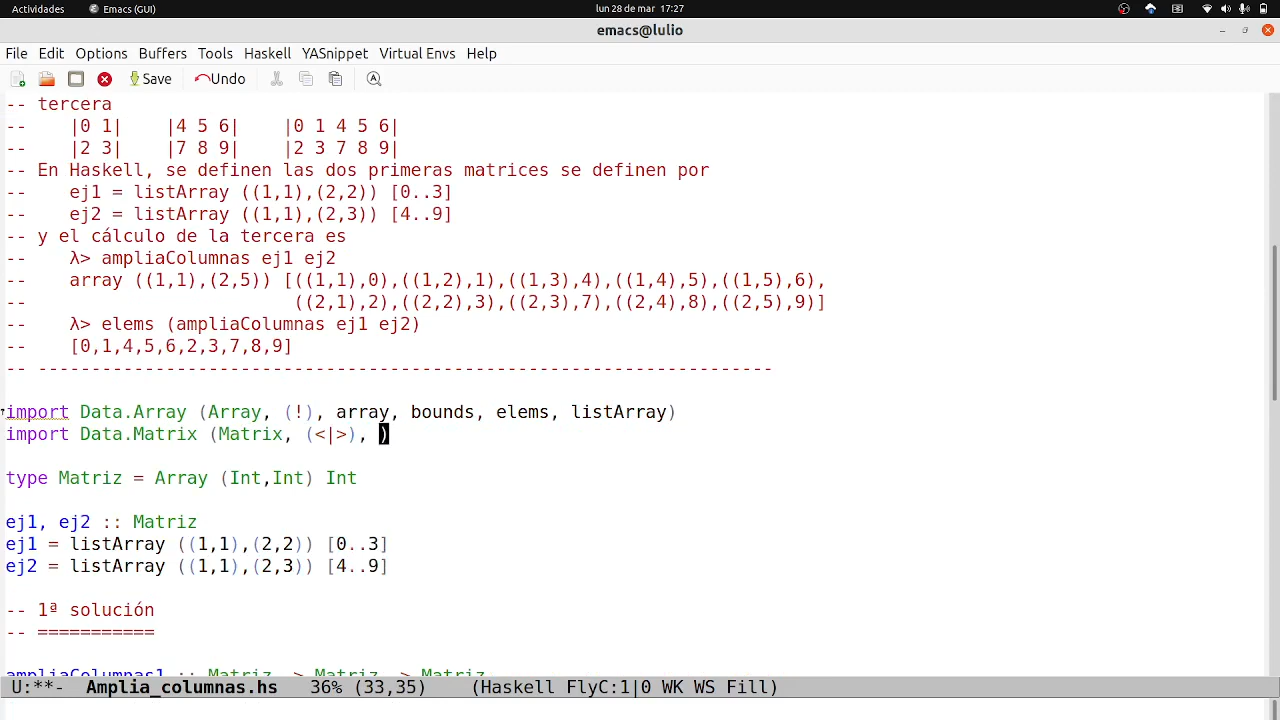 Actividades Emacs (GUI) lun 28 de mar 17:27
emacs@lulio
File Edit Options Buffers Tools Haskell YASnippet Virtual Envs Help
Save Undo
-- tercera
--    |0 1|    |4 5 6|    |0 1 4 5 6|
--    |2 3|    |7 8 9|    |2 3 7 8 9|
-- En Haskell, se definen las dos primeras matrices se definen por
--    ej1 = listArray ((1,1),(2,2)) [0..3]
--    ej2 = listArray ((1,1),(2,3)) [4..9]
-- y el cálculo de la tercera es
--    λ> ampliaColumnas ej1 ej2
--    array ((1,1),(2,5)) [((1,1),0),((1,2),1),((1,3),4),((1,4),5),((1,5),6),
--                         ((2,1),2),((2,2),3),((2,3),7),((2,4),8),((2,5),9)]
--    λ> elems (ampliaColumnas ej1 ej2)
--    [0,1,4,5,6,2,3,7,8,9]
-- ---------------------------------------------------------------------
import Data.Array (Array, (!), array, bounds, elems, listArray)
import Data.Matrix (Matrix, (<|>), )
type Matriz = Array (Int,Int) Int
ej1, ej2 :: Matriz
ej1 = listArray ((1,1),(2,2)) [0..3]
ej2 = listArray ((1,1),(2,3)) [4..9]
-- 1ª solución
-- ===========
ampliaColumnas1 :: Matriz -> Matriz -> Matriz
U:**-  Amplia_columnas.hs   36% (33,35)    (Haskell FlyC:1|0 WK WS Fill)